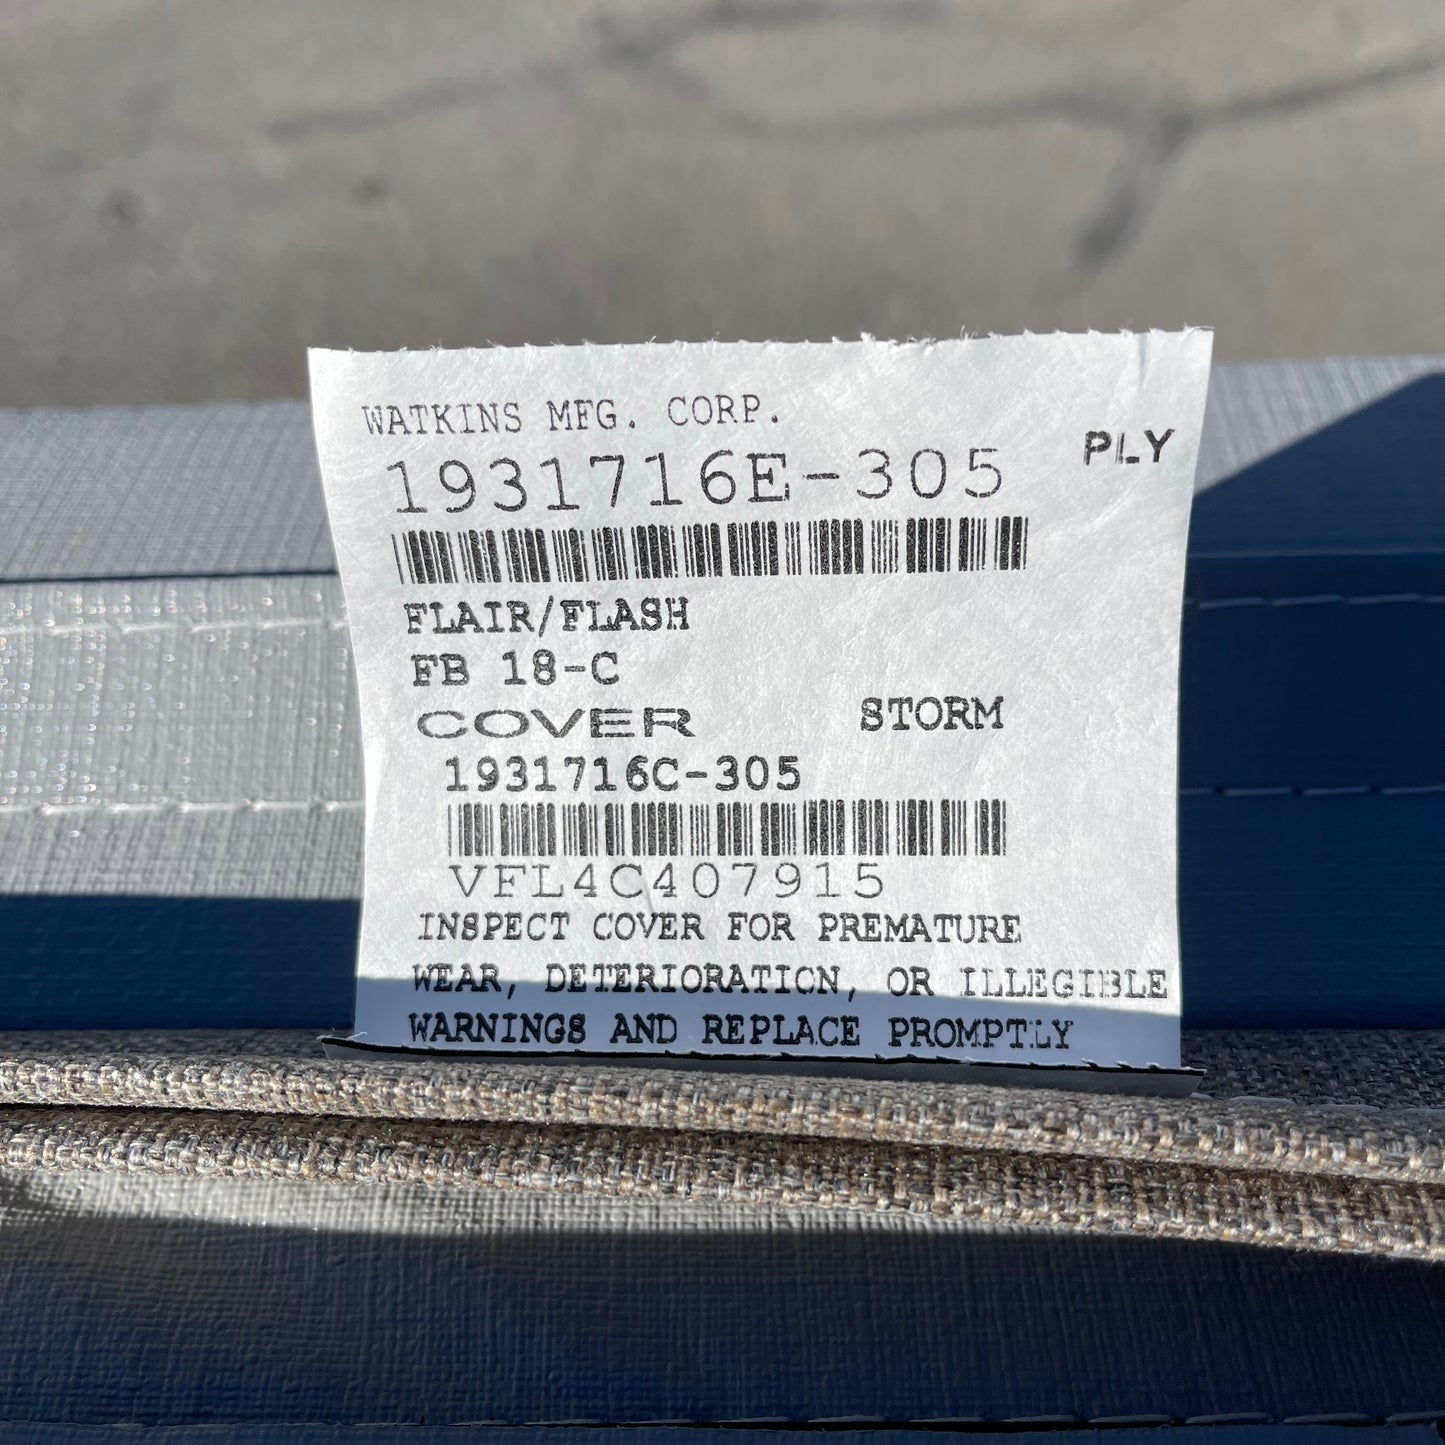 WATKINS MFG. CORP.
PLY
1931716E-305
FLAIR/FLASH
FB 18-C
COVER STORM
1931716C-305
VFL4C407915
INSPECT COVER FOR PREMATURE
WEAR, DETERIORATION, OR ILLEGIBLE
WARNINGS AND REPLACE PROMPTLY